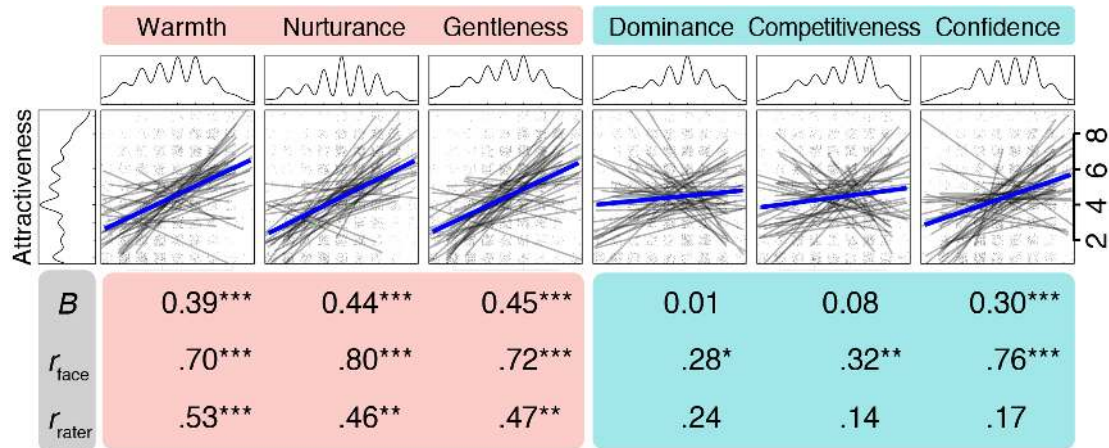 Warmth Nurturance Gentleness Dominance Competitiveness Confidence
Attractiveness
8
6
4
2
B 0.39*** 0.44*** 0.45*** 0.01 0.08 0.30***
rface .70*** .80*** .72*** .28* .32** .76***
rrater .53*** .46** .47** .24 .14 .17